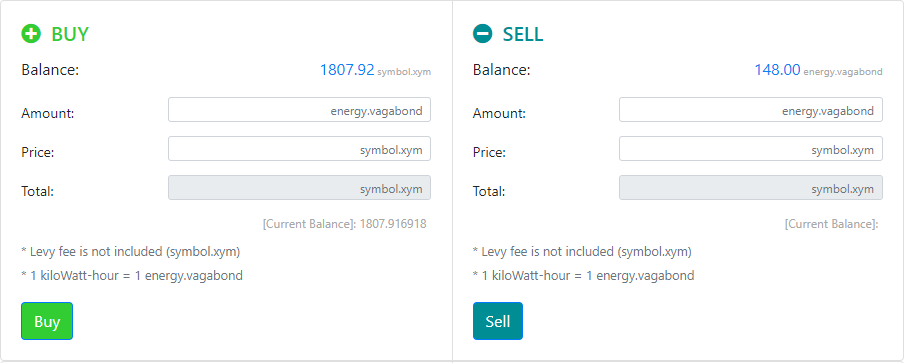 BUY
Balance: 1807.92 symbol.xym
Amount: energy.vagabond
Price: symbol.xym
Total: symbol.xym
[Current Balance]: 1807.916918
* Levy fee is not included (symbol.xym)
* 1 kiloWatt-hour = 1 energy.vagabond
Buy
SELL
Balance: 148.00 energy.vagabond
Amount: energy.vagabond
Price: symbol.xym
Total: symbol.xym
[Current Balance]:
* Levy fee is not included (symbol.xym)
* 1 kiloWatt-hour = 1 energy.vagabond
Sell